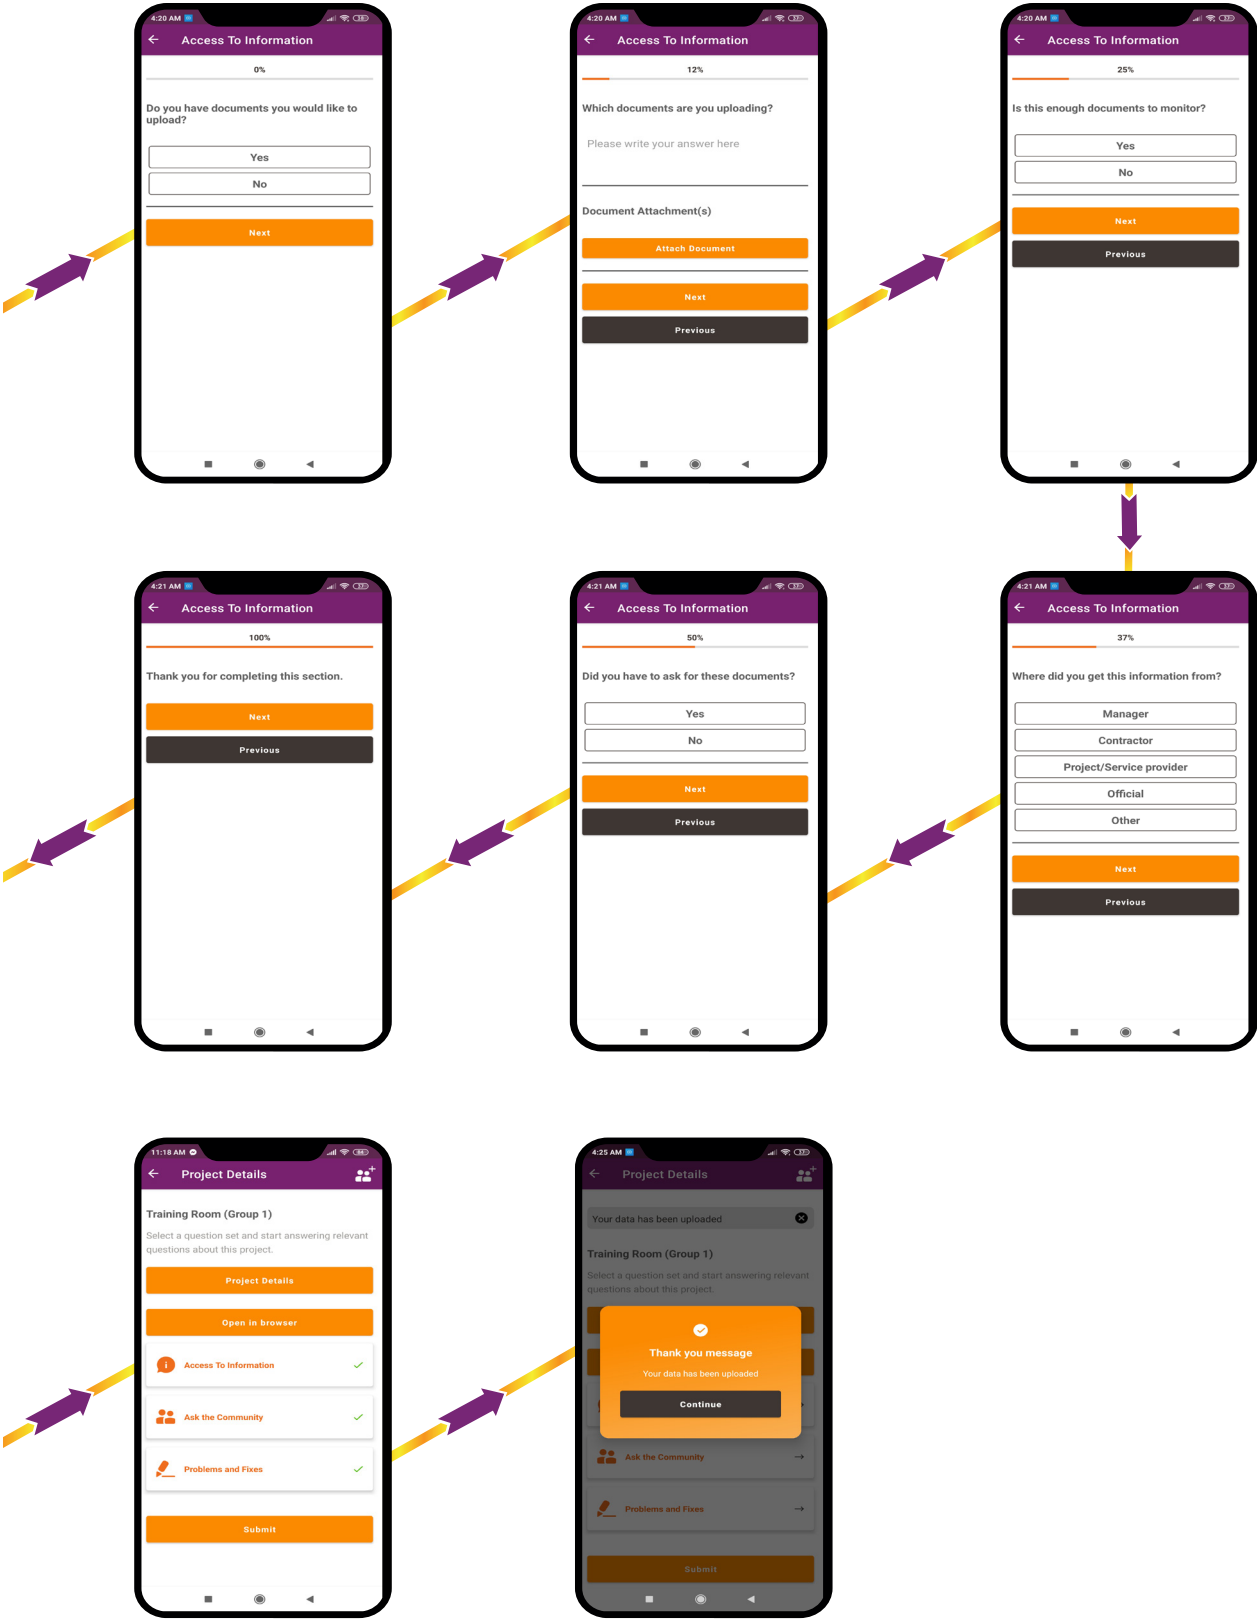 4:20 AM
Access To Information
0%
Do you have documents you would like to
upload?
Yes
No
Next
4:20 AM
Access To Information
12%
Which documents are you uploading?
Please write your answer here
Document Attachment(s)
Attach Document
Next
Previous
4:20 AM
Access To Information
25%
Is this enough documents to monitor?
Yes
No
Next
Previous
4:21 AM
Access To Information
37%
Where did you get this information from?
Manager
Contractor
Project/Service provider
Official
Other
Next
Previous
4:21 AM
Access To Information
50%
Did you have to ask for these documents?
Yes
No
Next
Previous
4:21 AM
Access To Information
100%
Thank you for completing this section.
Next
Previous
11:18 AM
Project Details
Training Room (Group 1)
Select a question set and start answering relevant
questions about this project.
Project Details
Open in browser
Access To Information
Ask the Community
Problems and Fixes
Submit
4:25 AM
Project Details
Your data has been uploaded
Training Room (Group 1)
Select a question set and start answering relevant
questions about this project.
Thank you message
Your data has been uploaded
Continue
Ask the Community
Problems and Fixes
Submit